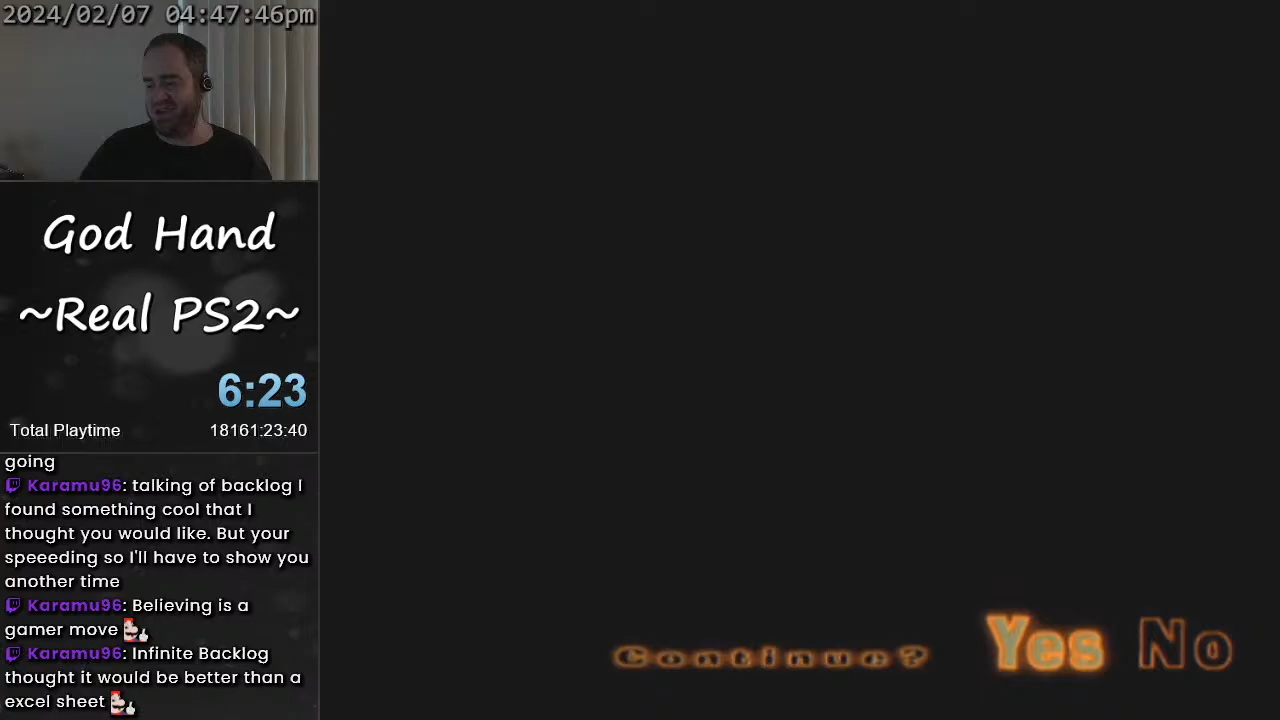 2024/02/07 04:47:46pm
God Hand
~Real PS2~
6:23
Total Playtime 18161:23:40
going
Karamu96: talking of backlog I
found something cool that I
thought you would like. But your
speeeding so I'll have to show you
another time
Karamu96: Believing is a
gamer move
Karamu96: Infinite Backlog
thought it would be better than a
excel sheet
Continue? Yes No